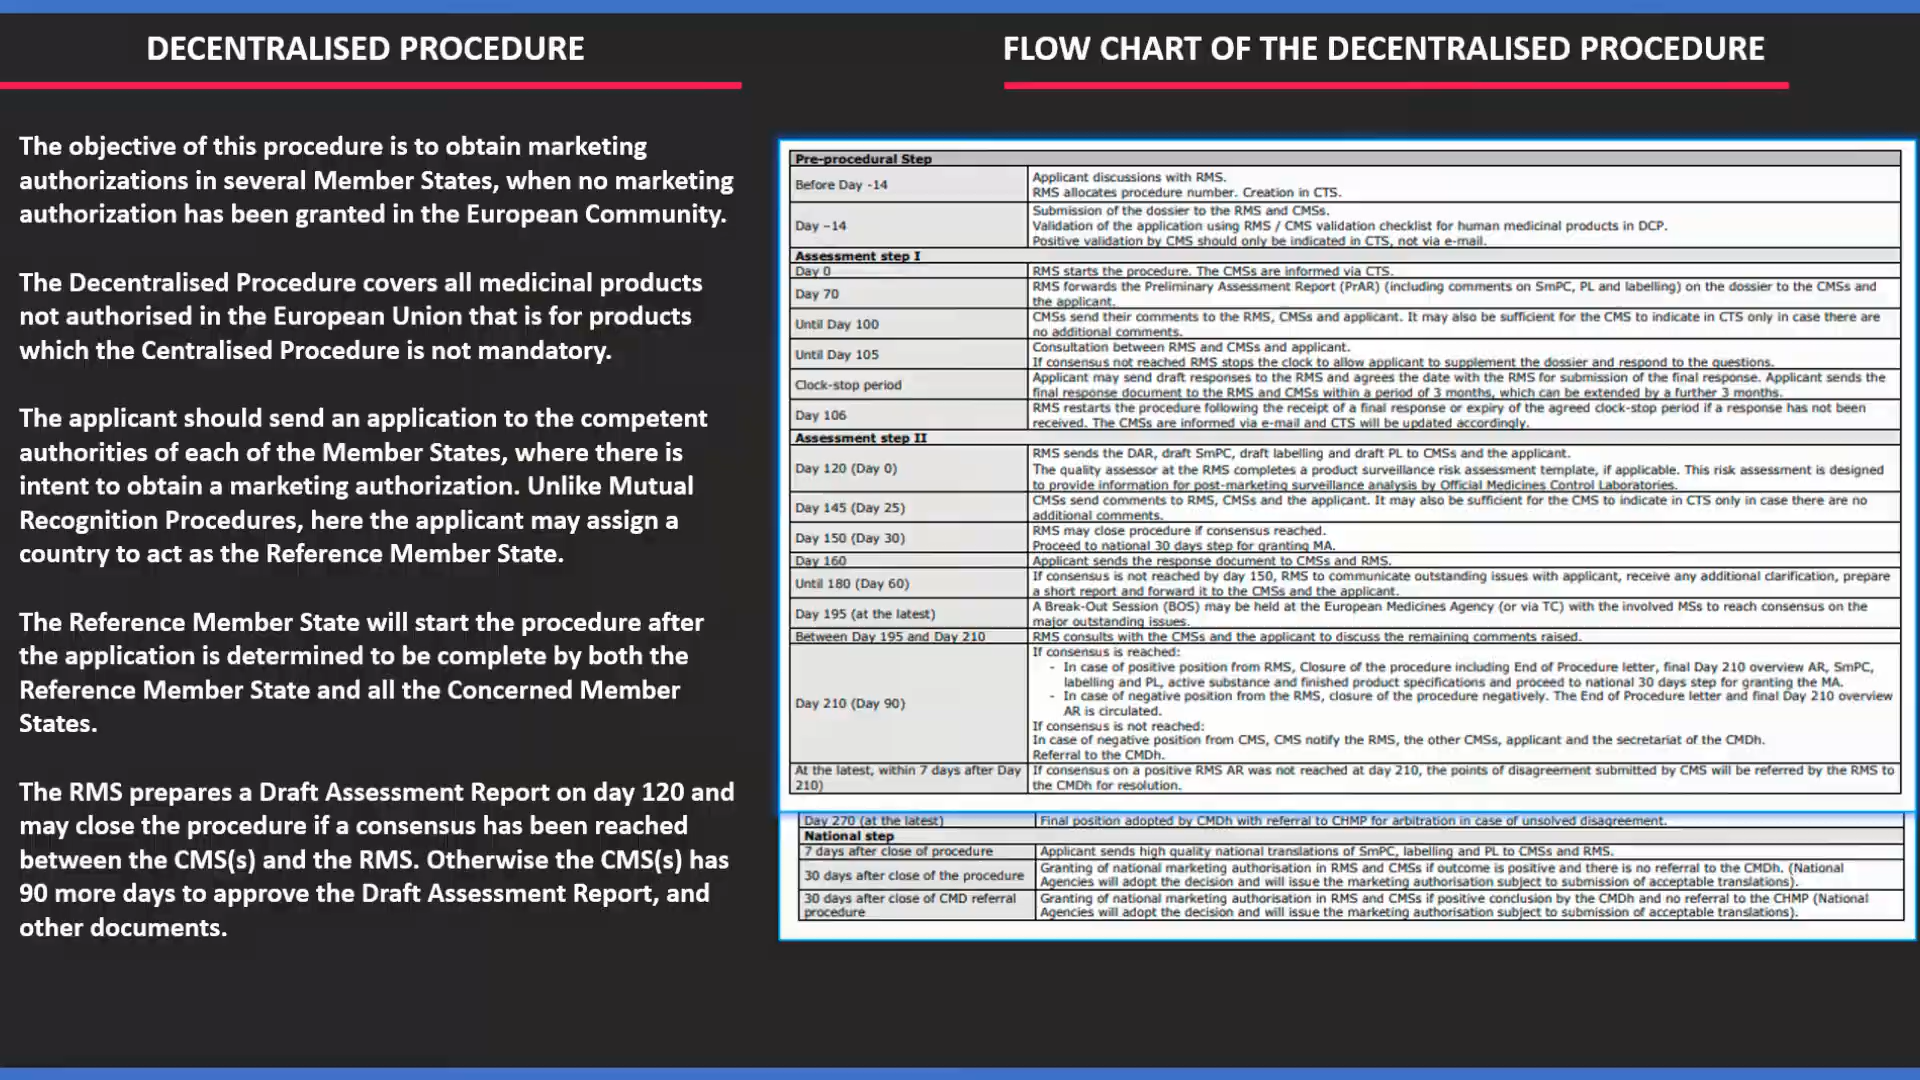 DECENTRALISED PROCEDURE
The objective of this procedure is to obtain marketing
authorizations in several Member States, when no marketing
authorization has been granted in the European Community.
The Decentralised Procedure covers all medicinal products
not authorised in the European Union that is for products
which the Centralised Procedure is not mandatory.
The applicant should send an application to the competent
authorities of each of the Member States, where there is
intent to obtain a marketing authorization. Unlike Mutual
Recognition Procedures, here the applicant may assign a
country to act as the Reference Member State.
The Reference Member State will start the procedure after
the application is determined to be complete by both the
Reference Member State and all the Concerned Member
States.
The RMS prepares a Draft Assessment Report on day 120 and
may close the procedure if a consensus has been reached
between the CMS(s) and the RMS. Otherwise the CMS(s) has
90 more days to approve the Draft Assessment Report, and
other documents.
FLOW CHART OF THE DECENTRALISED PROCEDURE
Pre-procedural Step
Before Day -14
Applicant discussions with RMS.
RMS allocates procedure number. Creation in CTS.
Day –14
Submission of the dossier to the RMS and CMSs.
Validation of the application using RMS / CMS validation checklist for human medicinal products in DCP.
Positive validation by CMS should only be indicated in CTS, not via e-mail.
Assessment step I
Day 0
RMS starts the procedure. The CMSs are informed via CTS.
Day 70
RMS forwards the Preliminary Assessment Report (PrAR) (including comments on SmPC, PL and labelling) on the dossier to the CMSs and
the applicant.
Until Day 100
CMSs send their comments to the RMS, CMSs and applicant. It may also be sufficient for the CMS to indicate in CTS only in case there are
no additional comments.
Until Day 105
Consultation between RMS and CMSs and applicant.
If consensus not reached RMS stops the clock to allow applicant to supplement the dossier and respond to the questions.
Clock-stop period
Applicant may send draft responses to the RMS and agrees the date with the RMS for submission of the final response. Applicant sends the
final response document to the RMS and CMSs within a period of 3 months, which can be extended by a further 3 months.
Day 106
RMS restarts the procedure following the receipt of a final response or expiry of the agreed clock-stop period if a response has not been
received. The CMSs are informed via e-mail and CTS will be updated accordingly.
Assessment step II
Day 120 (Day 0)
RMS sends the DAR, draft SmPC, draft labelling and draft PL to CMSs and the applicant.
The quality assessor at the RMS completes a product surveillance risk assessment template, if applicable. This risk assessment is designed
to provide information for post-marketing surveillance analysis by Official Medicines Control Laboratories.
Day 145 (Day 25)
CMSs send comments to RMS, CMSs and the applicant. It may also be sufficient for the CMS to indicate in CTS only in case there are no
additional comments.
Day 150 (Day 30)
RMS may close procedure if consensus reached.
Proceed to national 30 days step for granting MA.
Day 160
Applicant sends the response document to CMSs and RMS.
Until 180 (Day 60)
If consensus is not reached by day 150, RMS to communicate outstanding issues with applicant, receive any additional clarification, prepare
a short report and forward it to the CMSs and the applicant.
Day 195 (at the latest)
A Break-Out Session (BOS) may be held at the European Medicines Agency (or via TC) with the involved MSs to reach consensus on the
major outstanding issues.
Between Day 195 and Day 210
RMS consults with the CMSs and the applicant to discuss the remaining comments raised.
Day 210 (Day 90)
If consensus is reached:
- In case of positive position from RMS, Closure of the procedure including End of Procedure letter, final Day 210 overview AR, SmPC,
labelling and PL, active substance and finished product specifications and proceed to national 30 days step for granting the MA.
- In case of negative position from the RMS, closure of the procedure negatively. The End of Procedure letter and final Day 210 overview
AR is circulated.
If consensus is not reached:
In case of negative position from CMS, CMS notify the RMS, the other CMSs, applicant and the secretariat of the CMDh.
Referral to the CMDh.
At the latest, within 7 days after Day
210)
If consensus on a positive RMS AR was not reached at day 210, the points of disagreement submitted by CMS will be referred by the RMS to
the CMDh for resolution.
Day 270 (at the latest)
Final position adopted by CMDh with referral to CHMP for arbitration in case of unsolved disagreement.
National step
7 days after close of procedure
Applicant sends high quality national translations of SmPC, labelling and PL to CMSs and RMS.
30 days after close of the procedure
Granting of national marketing authorisation in RMS and CMSs if outcome is positive and there is no referral to the CMDh. (National
Agencies will adopt the decision and will issue the marketing authorisation subject to submission of acceptable translations).
30 days after close of CMD referral
procedure
Granting of national marketing authorisation in RMS and CMSs if positive conclusion by the CMDh and no referral to the CHMP (National
Agencies will adopt the decision and will issue the marketing authorisation subject to submission of acceptable translations).